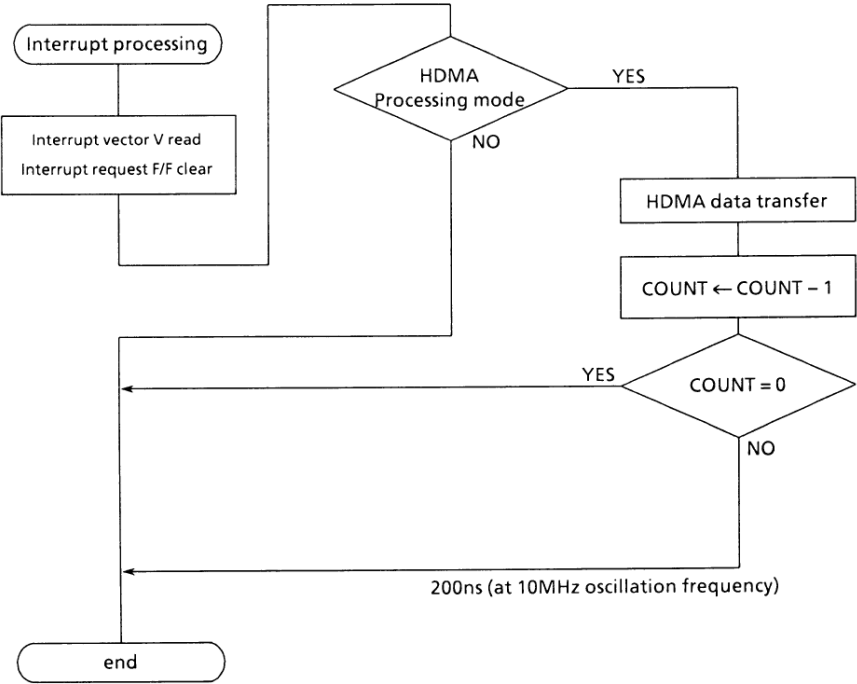 Interrupt processing
Interrupt vector V read
Interrupt request F/F clear
HDMA
Processing mode
YES
NO
HDMA data transfer
COUNT ← COUNT – 1
COUNT = 0
YES
NO
200ns (at 10MHz oscillation frequency)
end